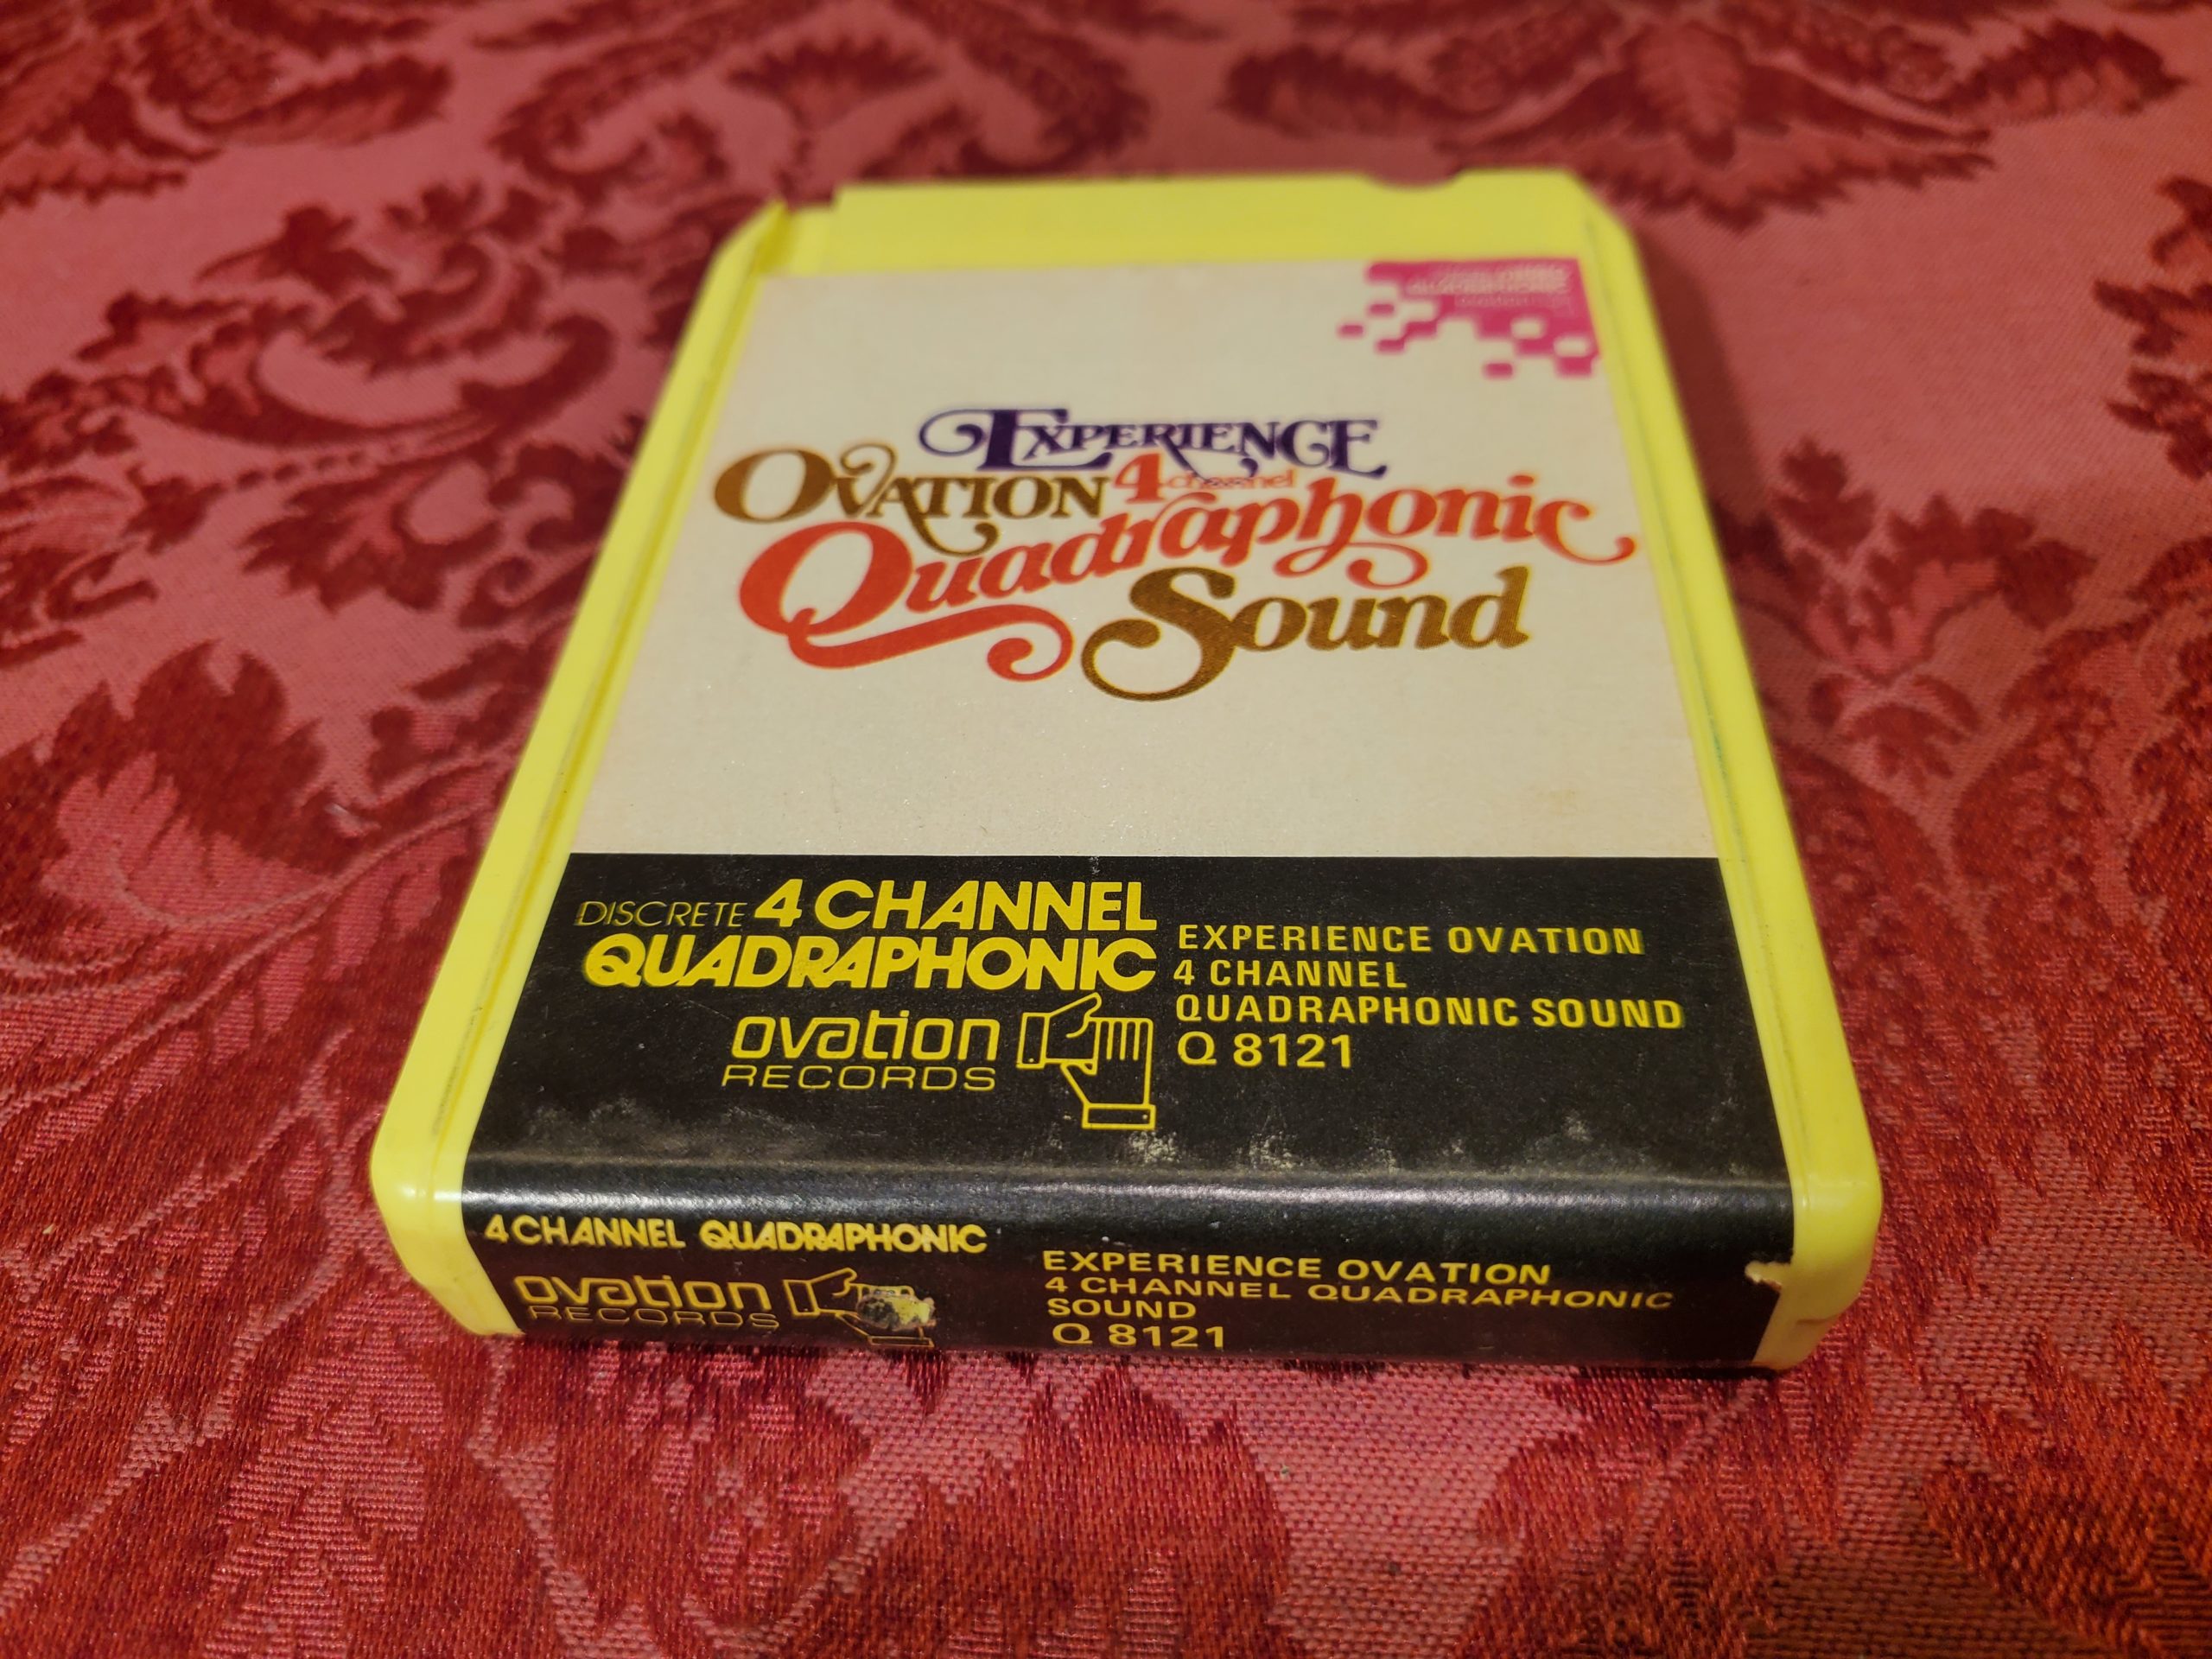 EXPERIENCE
OVATION 4 channel
Quadraphonic
Sound
DISCRETE 4 CHANNEL
QUADRAPHONIC
ovation
RECORDS
EXPERIENCE OVATION
4 CHANNEL
QUADRAPHONIC SOUND
Q 8121
4 CHANNEL QUADRAPHONIC
ovation
RECORDS
EXPERIENCE OVATION
4 CHANNEL QUADRAPHONIC
SOUND
Q 8121